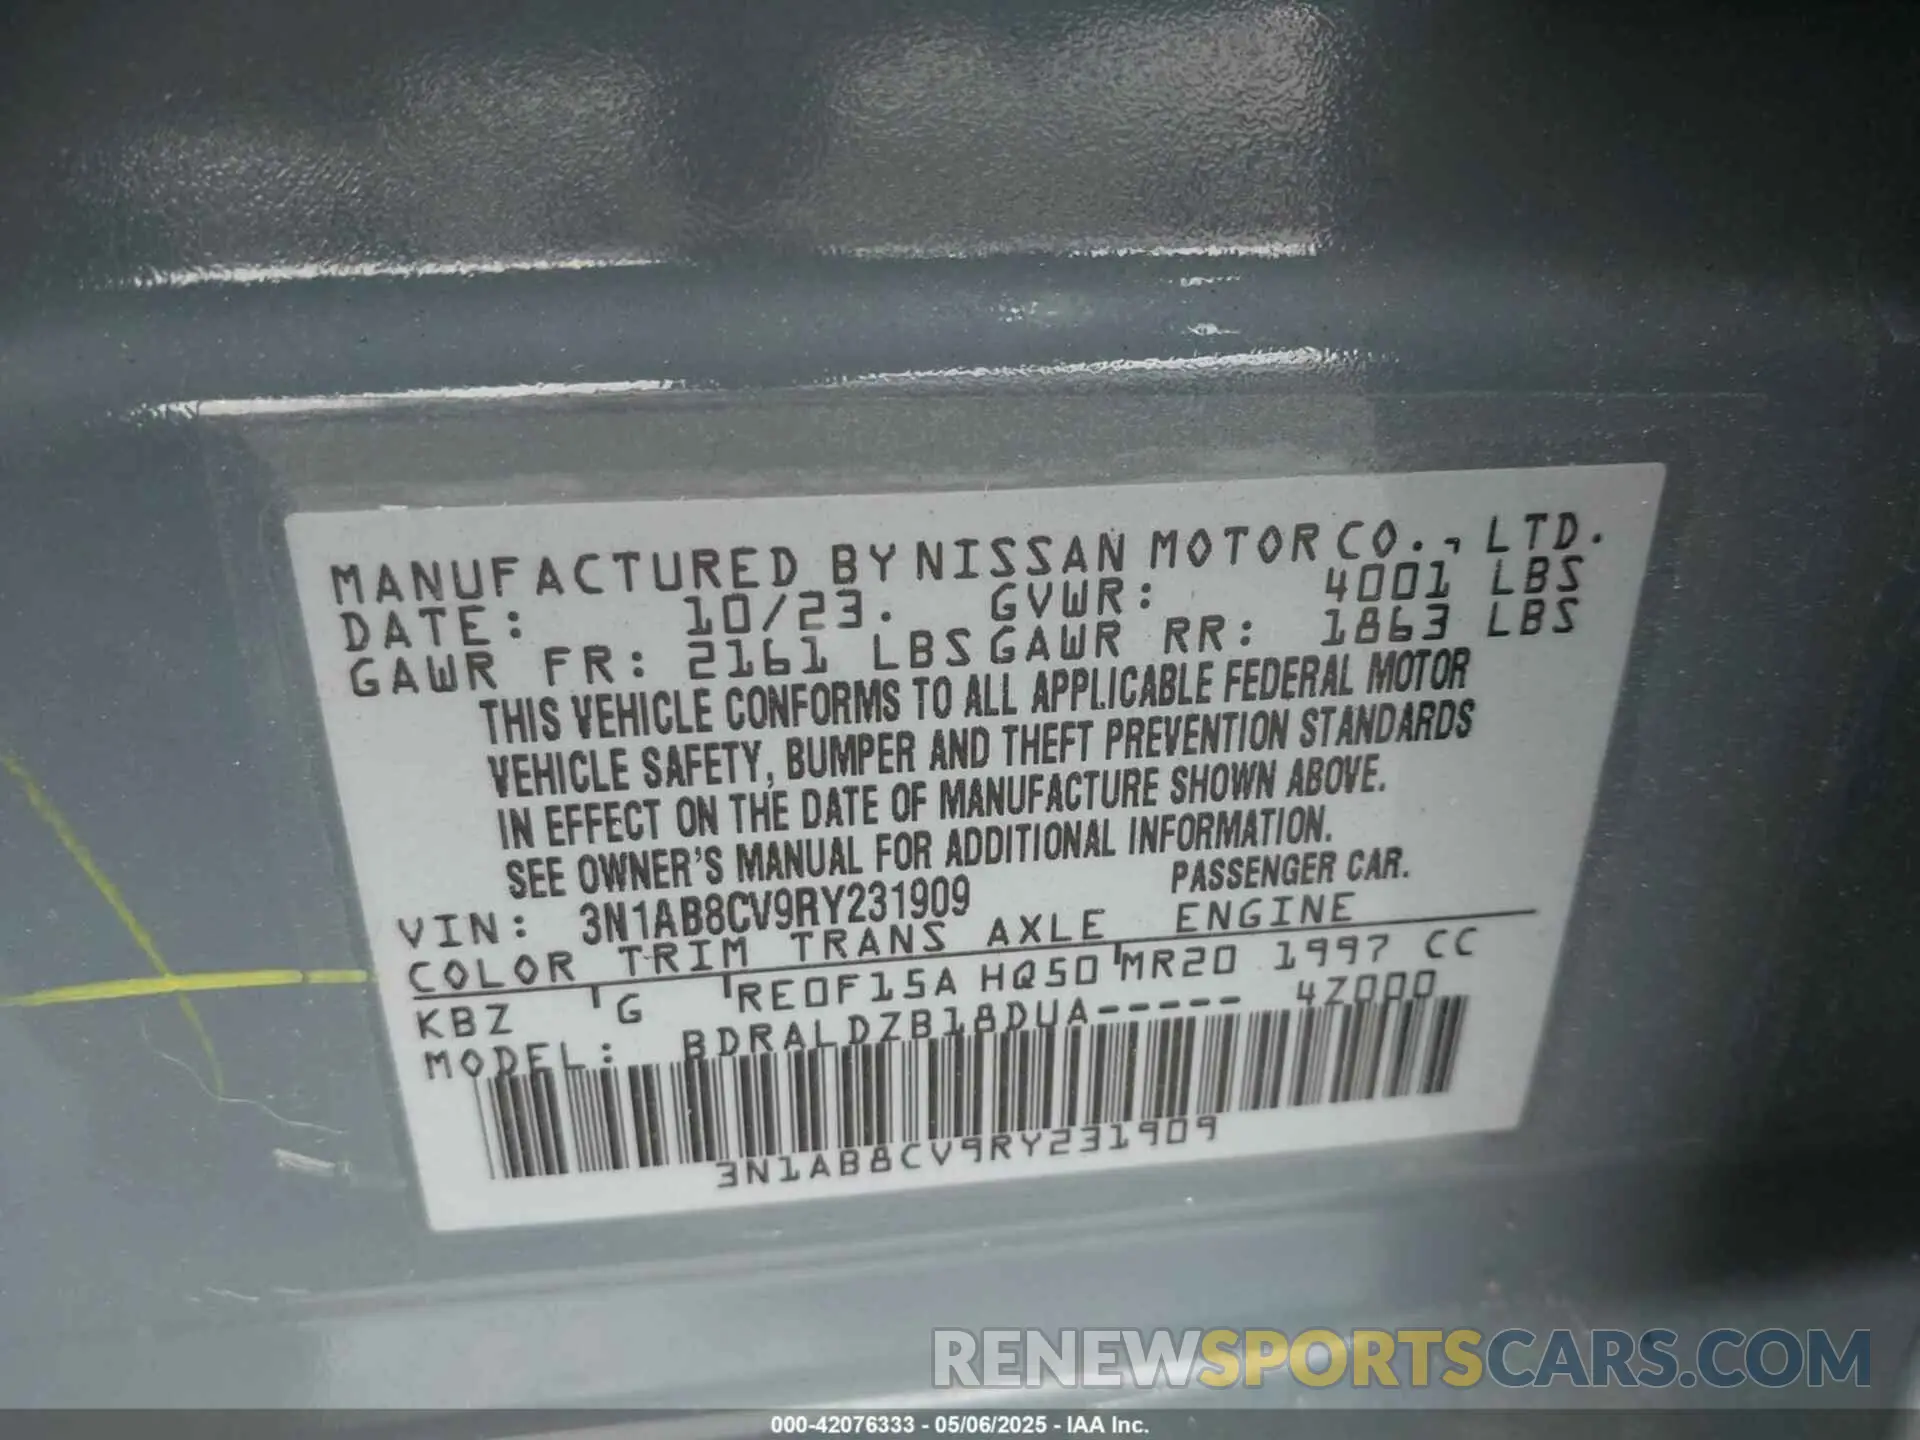 MANUFACTURED BY NISSAN MOTOR CO., LTD.
DATE: 10/23. GVWR: 4001 LBS
GAWR FR: 2161 LBS GAWR RR: 1863 LBS
THIS VEHICLE CONFORMS TO ALL APPLICABLE FEDERAL MOTOR
VEHICLE SAFETY, BUMPER AND THEFT PREVENTION STANDARDS
IN EFFECT ON THE DATE OF MANUFACTURE SHOWN ABOVE.
SEE OWNER'S MANUAL FOR ADDITIONAL INFORMATION.
VIN: 3N1AB8CV9RY231909 PASSENGER CAR.
COLOR TRIM TRANS AXLE ENGINE
KBZ G RE0F15A HQ50 MR20 1997 CC
MODEL: BDRALDZB18DUA----- 4Z000
3N1AB8CV9RY231909
RENEWSPORTSCARS.COM
000-42076333 - 05/06/2025 - IAA Inc.